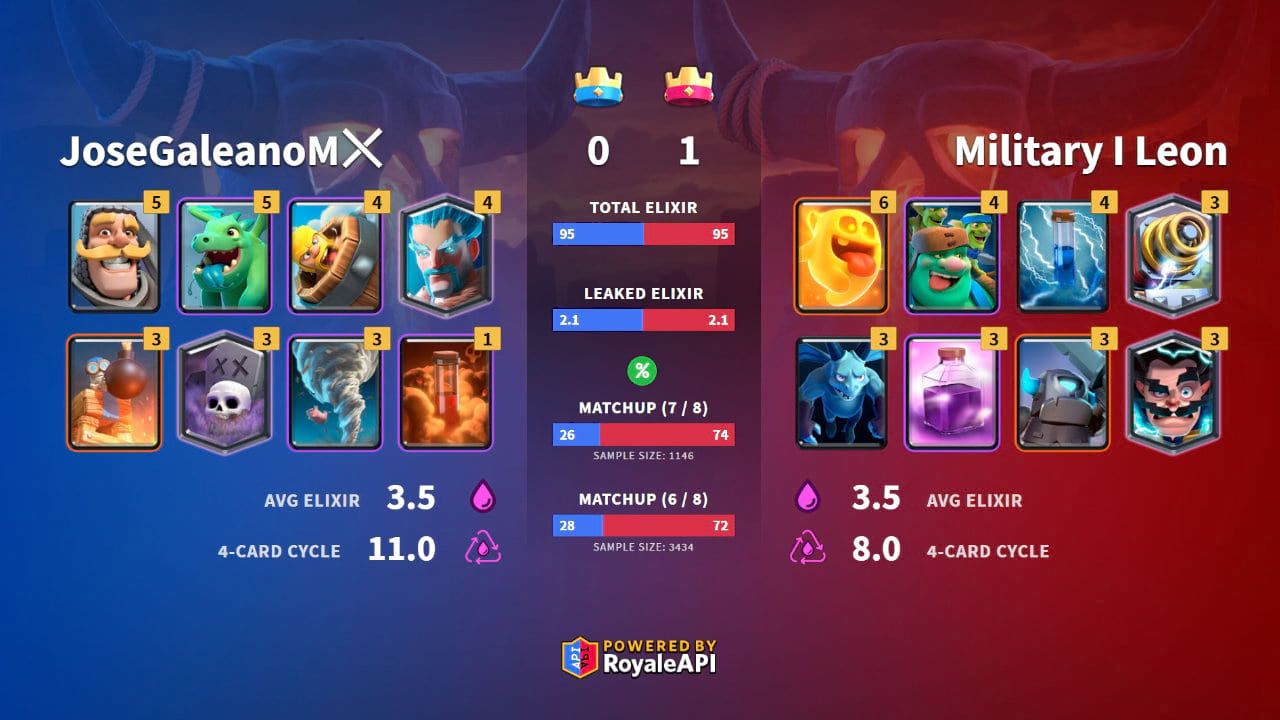 JoseGaleanoM╳
0 1
Military I Leon
5 5 4 4
3 3 3 1
AVG ELIXIR 3.5
4-CARD CYCLE 11.0
TOTAL ELIXIR
95 95
LEAKED ELIXIR
2.1 2.1
%
MATCHUP (7 / 8)
26 74
SAMPLE SIZE: 1146
MATCHUP (6 / 8)
28 72
SAMPLE SIZE: 3434
6 4 4 3
3 3 3 3
3.5 AVG ELIXIR
8.0 4-CARD CYCLE
API
API
POWERED BY
RoyaleAPI